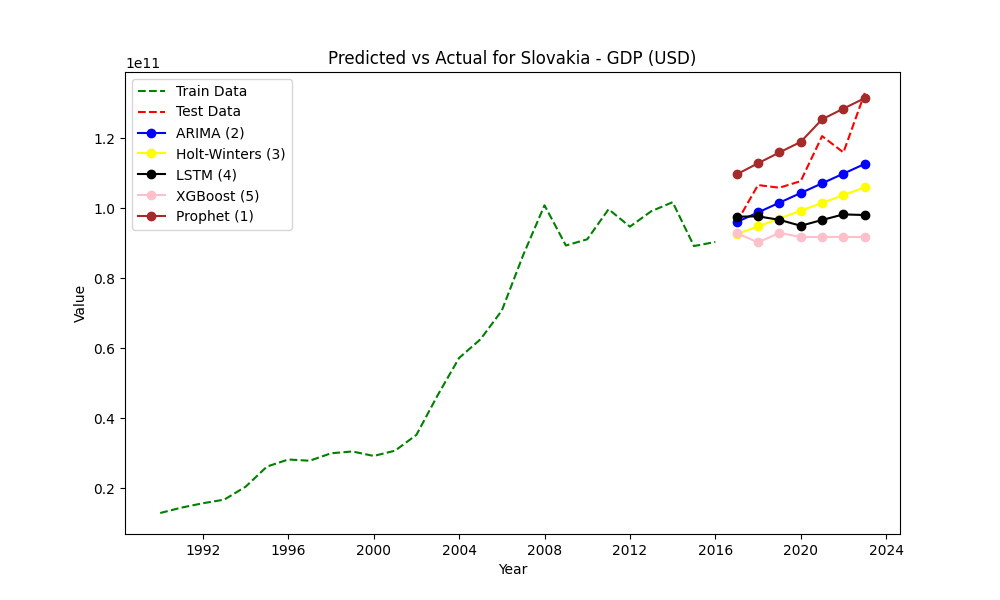 Predicted vs Actual for Slovakia - GDP (USD)
1e11
Train Data
Test Data
ARIMA (2)
Holt-Winters (3)
LSTM (4)
XGBoost (5)
Prophet (1)
1.2
1.0
0.8
0.6
0.4
0.2
Value
1992 1996 2000 2004 2008 2012 2016 2020 2024
Year